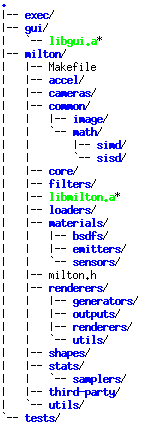 .
|-- exec/
|-- gui/
|   `-- libgui.a*
|-- milton/
|   |-- Makefile
|   |-- accel/
|   |-- cameras/
|   |-- common/
|   |   |-- image/
|   |   `-- math/
|   |       |-- simd/
|   |       `-- sisd/
|   |-- core/
|   |-- filters/
|   |-- libmilton.a*
|   |-- loaders/
|   |-- materials/
|   |   |-- bsdfs/
|   |   |-- emitters/
|   |   `-- sensors/
|   |-- milton.h
|   |-- renderers/
|   |   |-- generators/
|   |   |-- outputs/
|   |   |-- renderers/
|   |   `-- utils/
|   |-- shapes/
|   |-- stats/
|   |   `-- samplers/
|   |-- third-party/
|   `-- utils/
`-- tests/